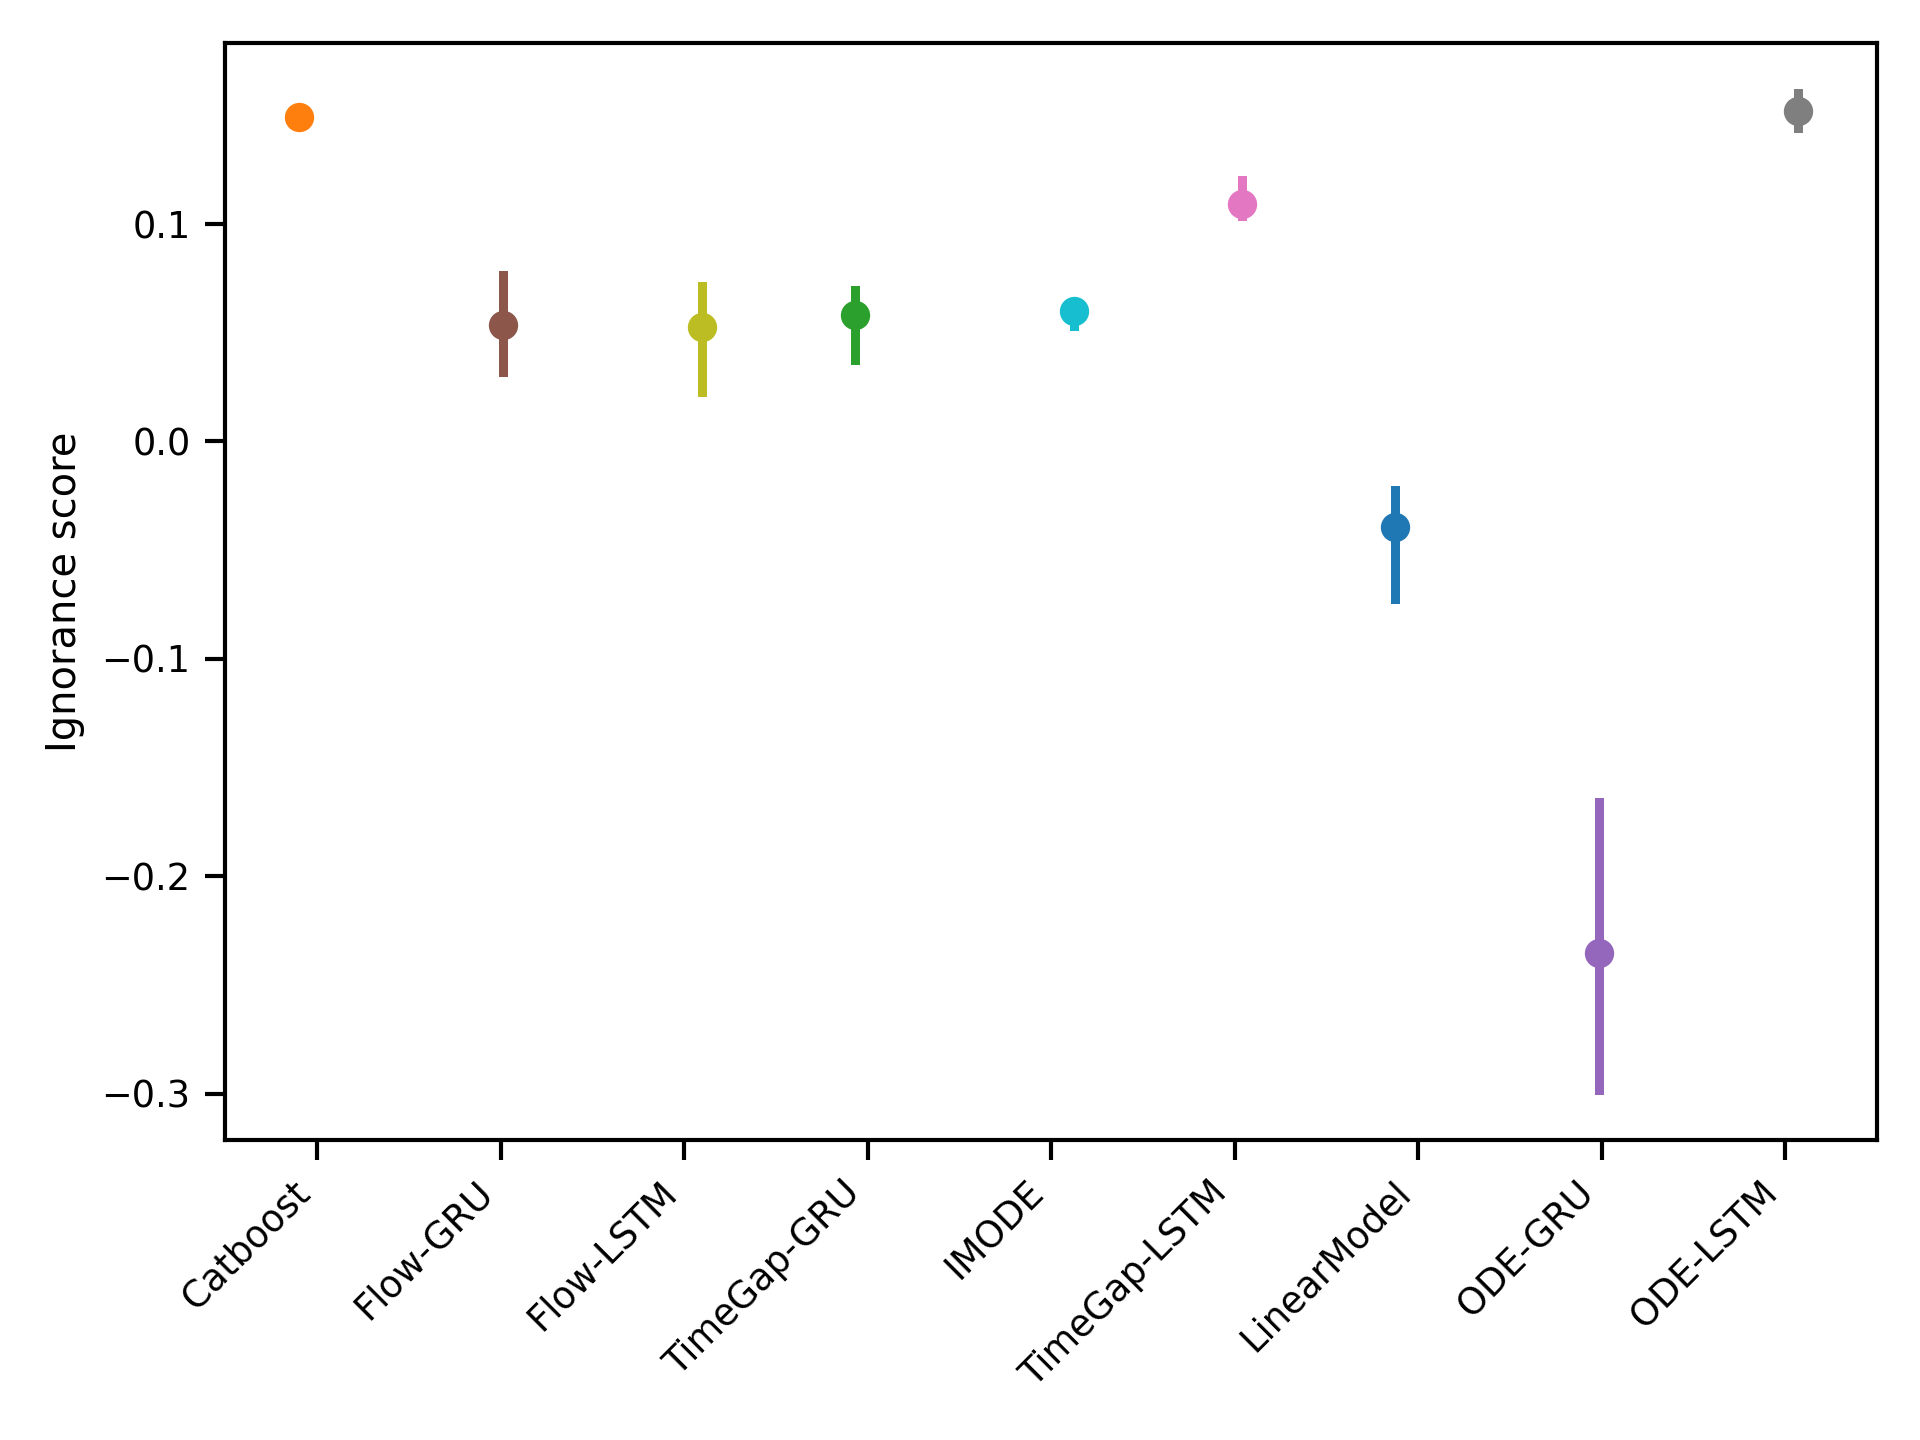 Ignorance score
0.1
0.0
−0.1
−0.2
−0.3
Catboost
Flow-GRU
Flow-LSTM
TimeGap-GRU
IMODE
TimeGap-LSTM
LinearModel
ODE-GRU
ODE-LSTM